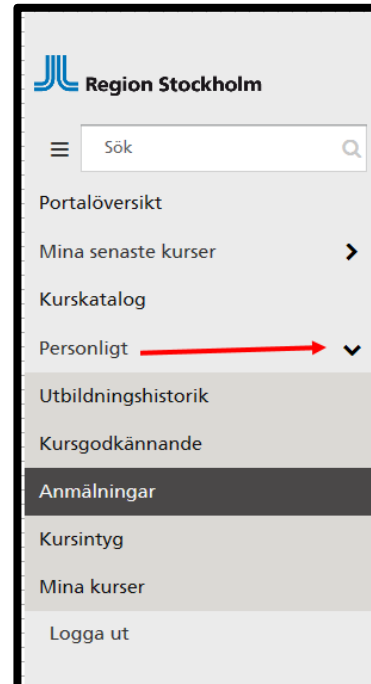 Region Stockholm
Sök
Portalöversikt
Mina senaste kurser
Kurskatalog
Personligt
Utbildningshistorik
Kursgodkännande
Anmälningar
Kursintyg
Mina kurser
Logga ut